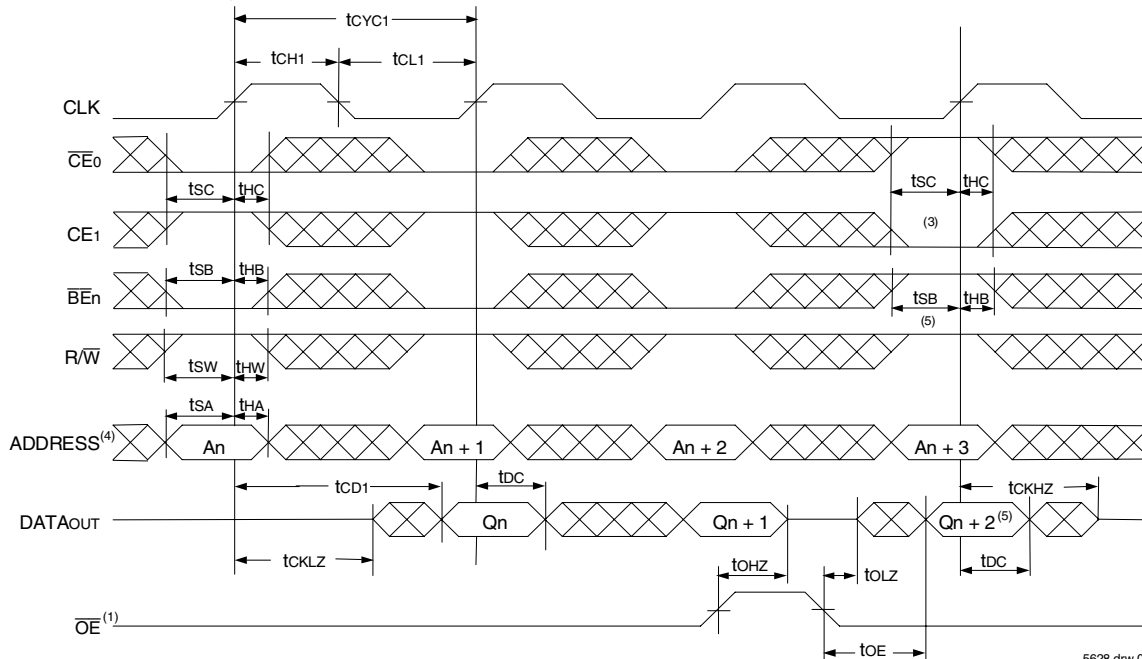 tCYC1
tCH1 tCL1
CLK
CE0
tSC tHC tSC tHC
CE1 (3)
tSB tHB
BEn tSB tHB
(5)
R/W
tSW tHW
tSA tHA
ADDRESS(4) An An + 1 An + 2 An + 3
tCD1 tDC tCKHZ
DATAOUT Qn Qn + 1 Qn + 2(5)
tCKLZ tOHZ tOLZ tDC
OE(1)
tOE
5628 drw